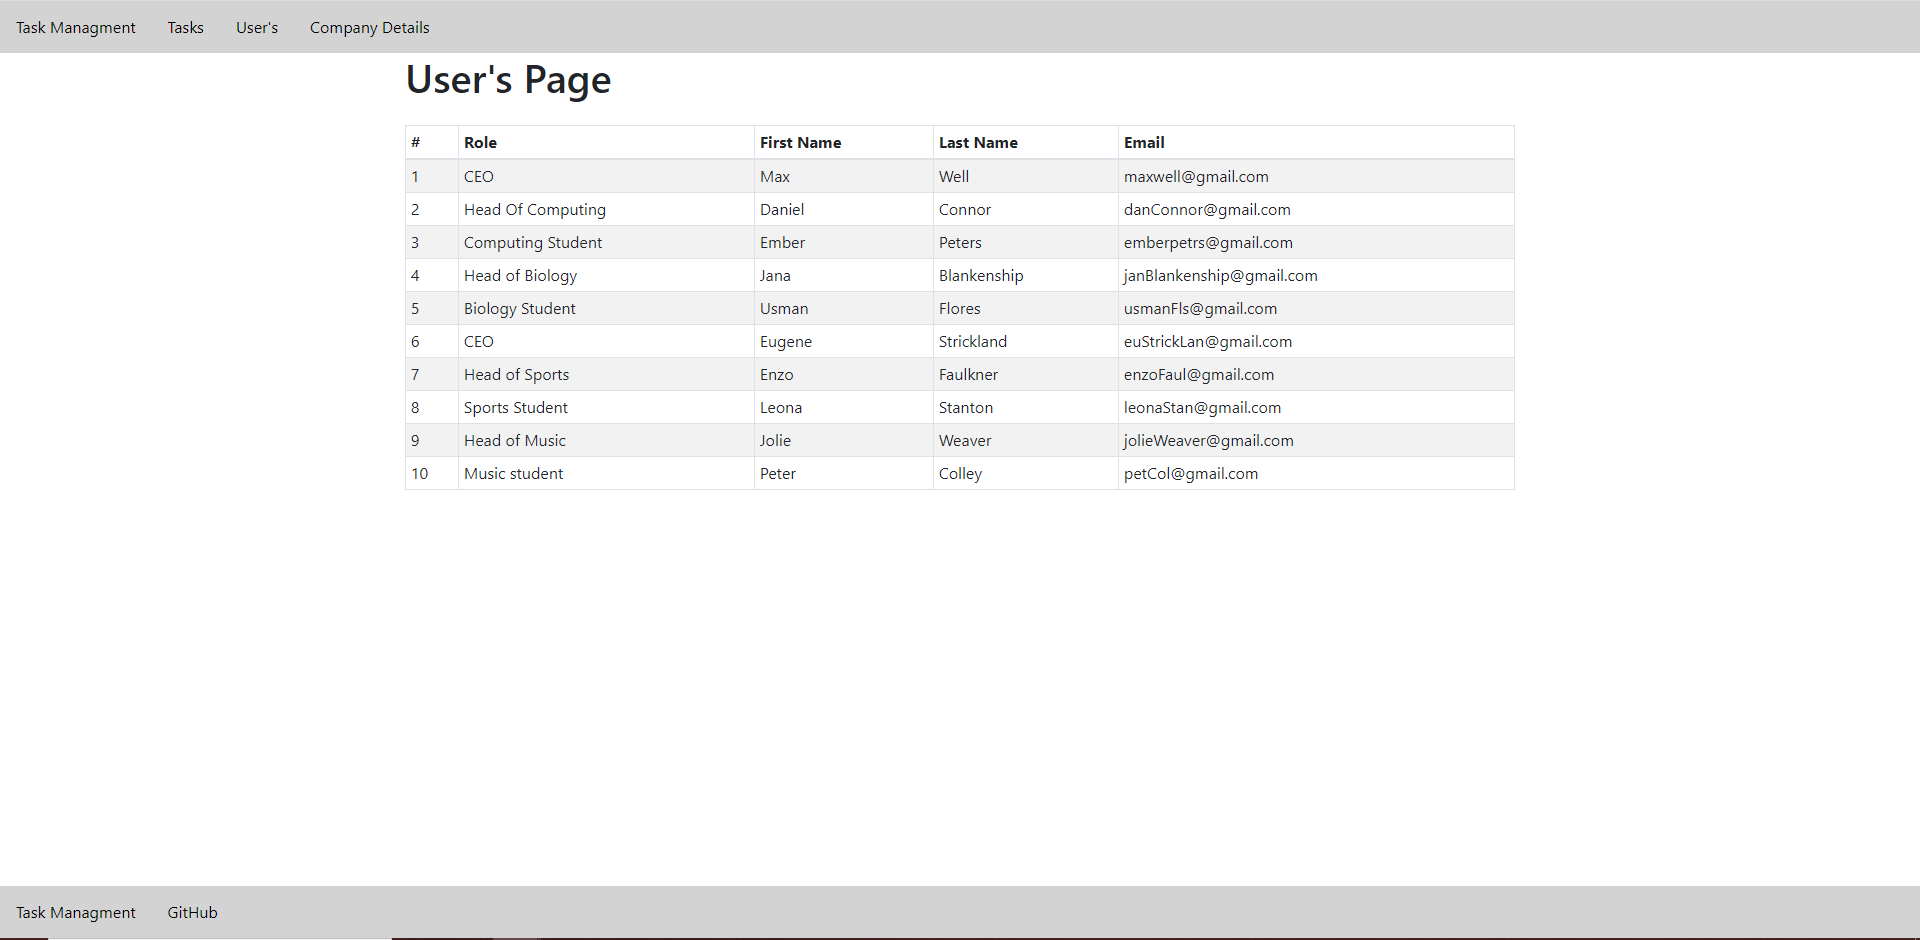 Task Managment Tasks User's Company Details
User's Page
# Role First Name Last Name Email
1 CEO Max Well maxwell@gmail.com
2 Head Of Computing Daniel Connor danConnor@gmail.com
3 Computing Student Ember Peters emberpetrs@gmail.com
4 Head of Biology Jana Blankenship janBlankenship@gmail.com
5 Biology Student Usman Flores usmanFls@gmail.com
6 CEO Eugene Strickland euStrickLan@gmail.com
7 Head of Sports Enzo Faulkner enzoFaul@gmail.com
8 Sports Student Leona Stanton leonaStan@gmail.com
9 Head of Music Jolie Weaver jolieWeaver@gmail.com
10 Music student Peter Colley petCol@gmail.com
Task Managment GitHub